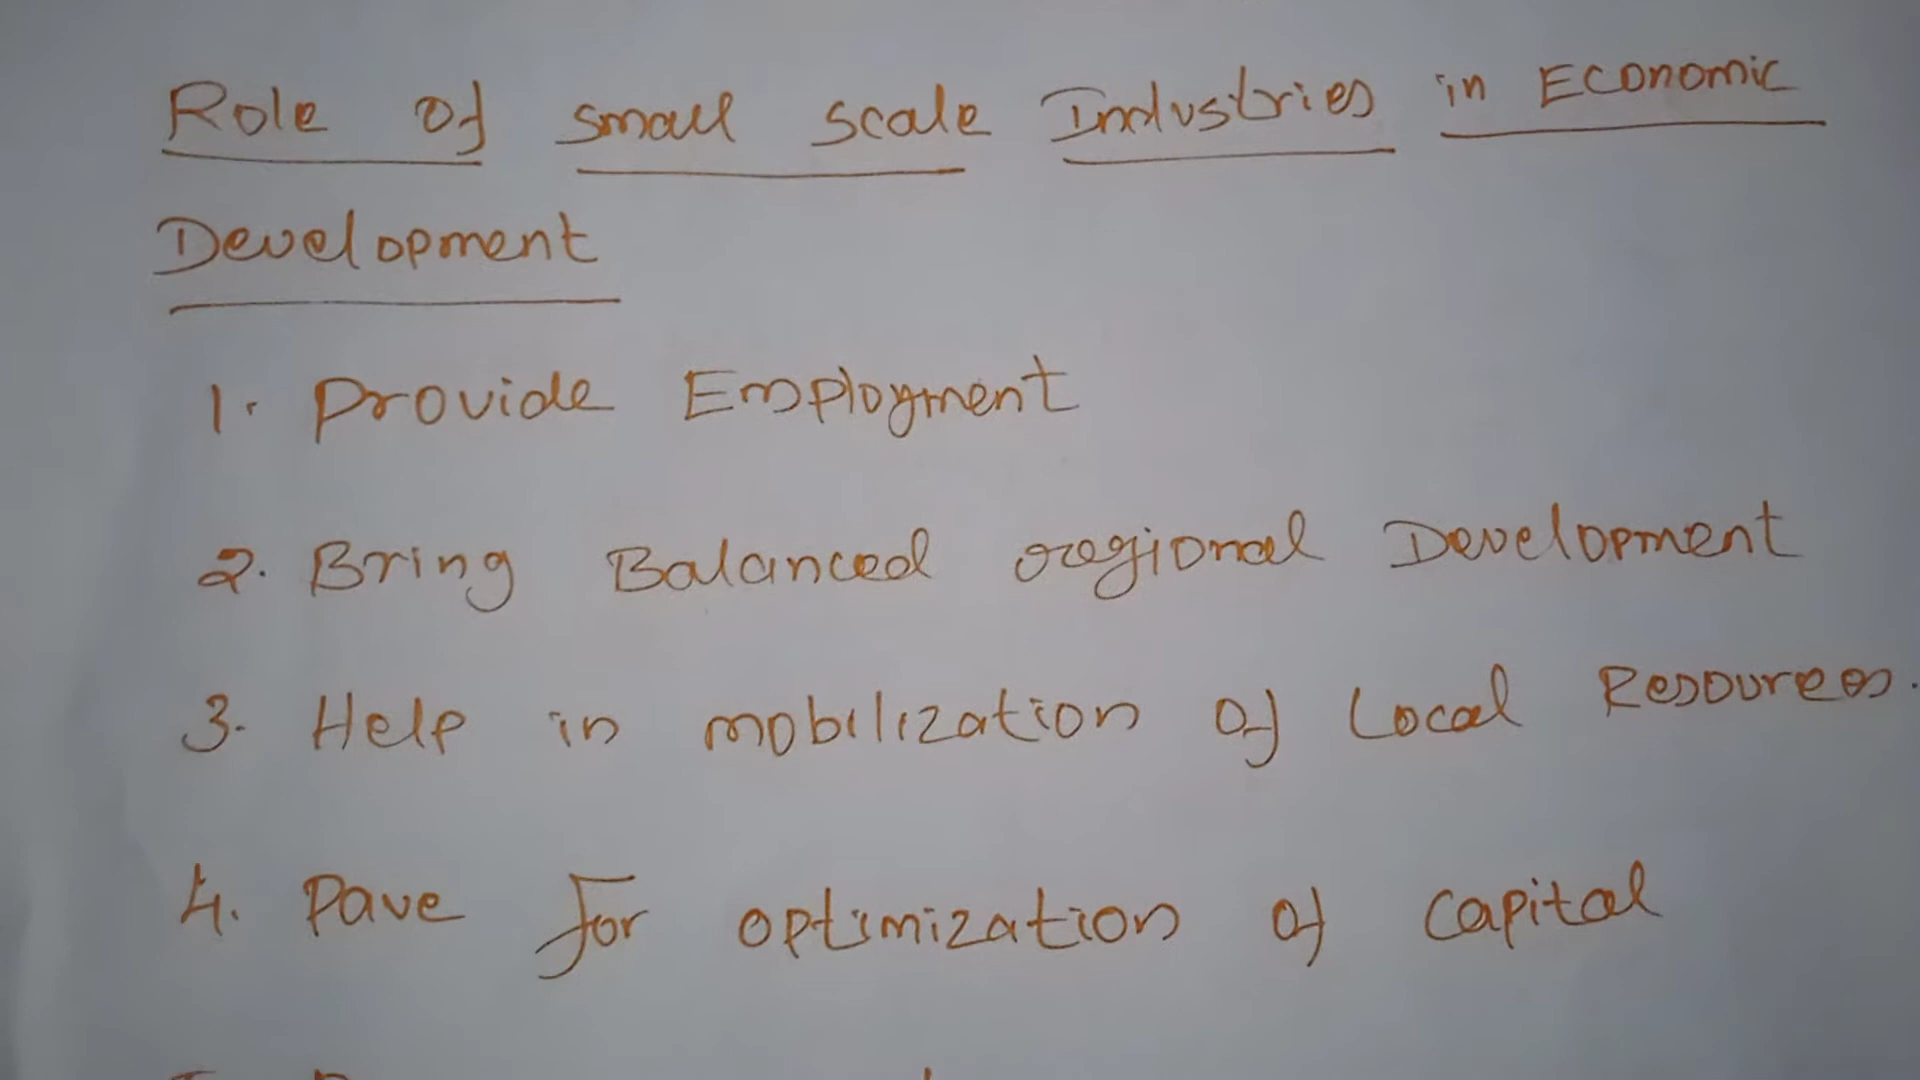 Role of small scale Industries in Economic
Development
1. Provide Employment
2. Bring Balanced regional Development
3. Help in mobilization of Local Resources.
4. Pave for optimization of capital